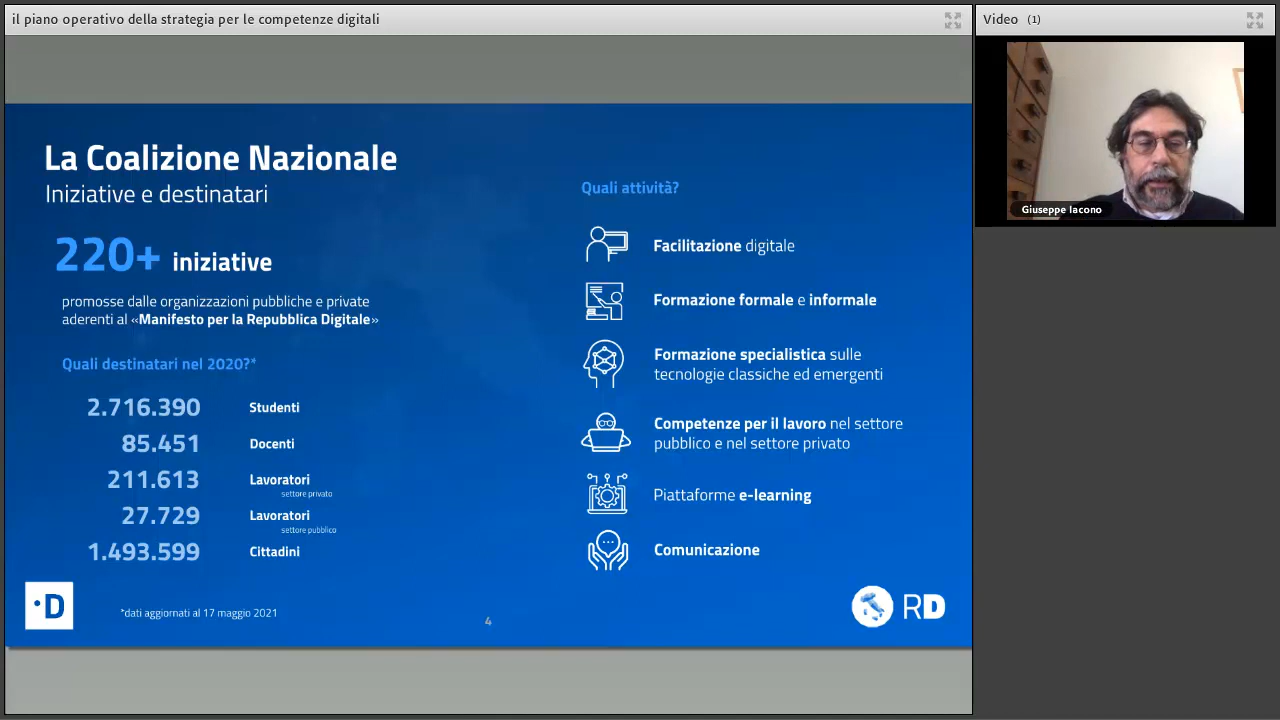 il piano operativo della strategia per le competenze digitali
Video (1)
Giuseppe Iacono
La Coalizione Nazionale
Iniziative e destinatari
220+ iniziative
promosse dalle organizzazioni pubbliche e private
aderenti al «Manifesto per la Repubblica Digitale»
Quali destinatari nel 2020?*
2.716.390 Studenti
85.451 Docenti
211.613 Lavoratori
settore privato
27.729 Lavoratori
settore pubblico
1.493.599 Cittadini
Quali attività?
Facilitazione digitale
Formazione formale e informale
Formazione specialistica sulle
tecnologie classiche ed emergenti
Competenze per il lavoro nel settore
pubblico e nel settore privato
Piattaforme e-learning
Comunicazione
·D
*dati aggiornati al 17 maggio 2021
4
RD